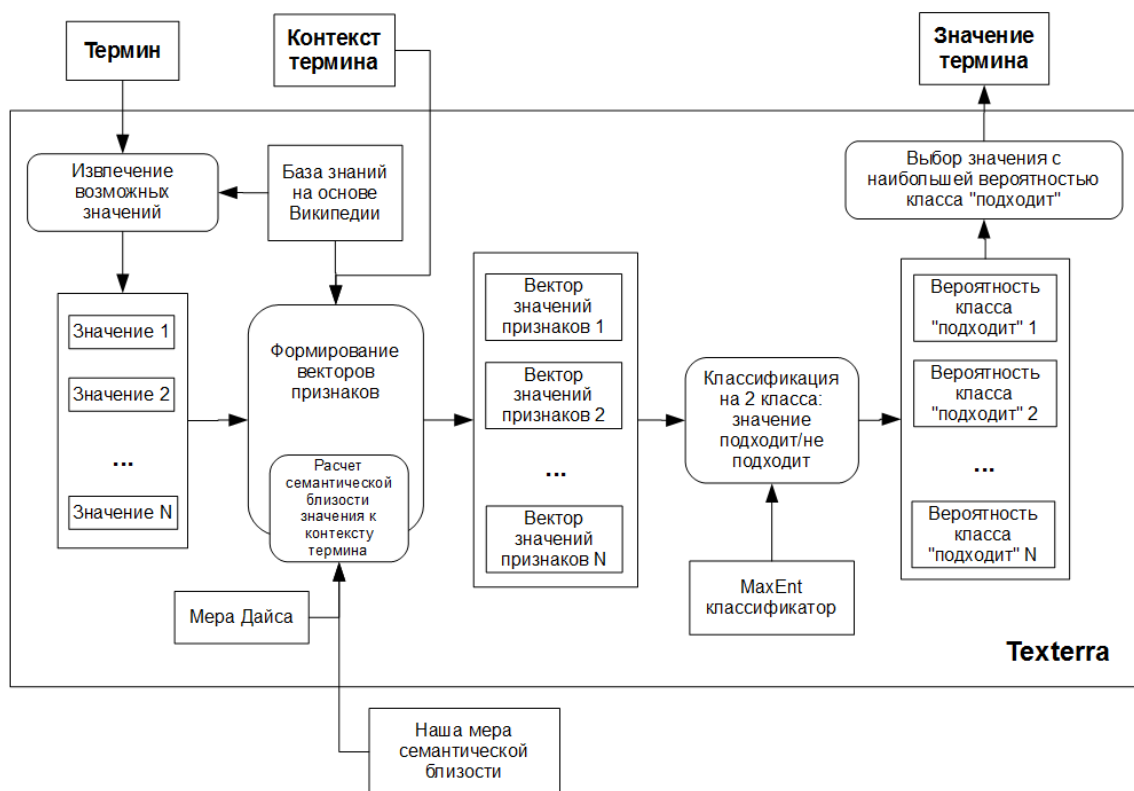 Термин
Контекст
термина
Значение
термина
Извлечение
возможных
значений
База знаний
на основе
Википедии
Выбор значения с
наибольшей вероятностью
класса "подходит"
Значение 1
Значение 2
...
Значение N
Формирование
векторов
признаков
Расчет
семантической
близости
значения к
контексту
термина
Вектор
значений
признаков 1
Вектор
значений
признаков 2
...
Вектор
значений
признаков N
Классификация
на 2 класса:
значение
подходит/не
подходит
Вероятность
класса
"подходит" 1
Вероятность
класса
"подходит" 2
...
Вероятность
класса
"подходит" N
Мера Дайса
MaxEnt
классификатор
Texterra
Наша мера
семантической
близости